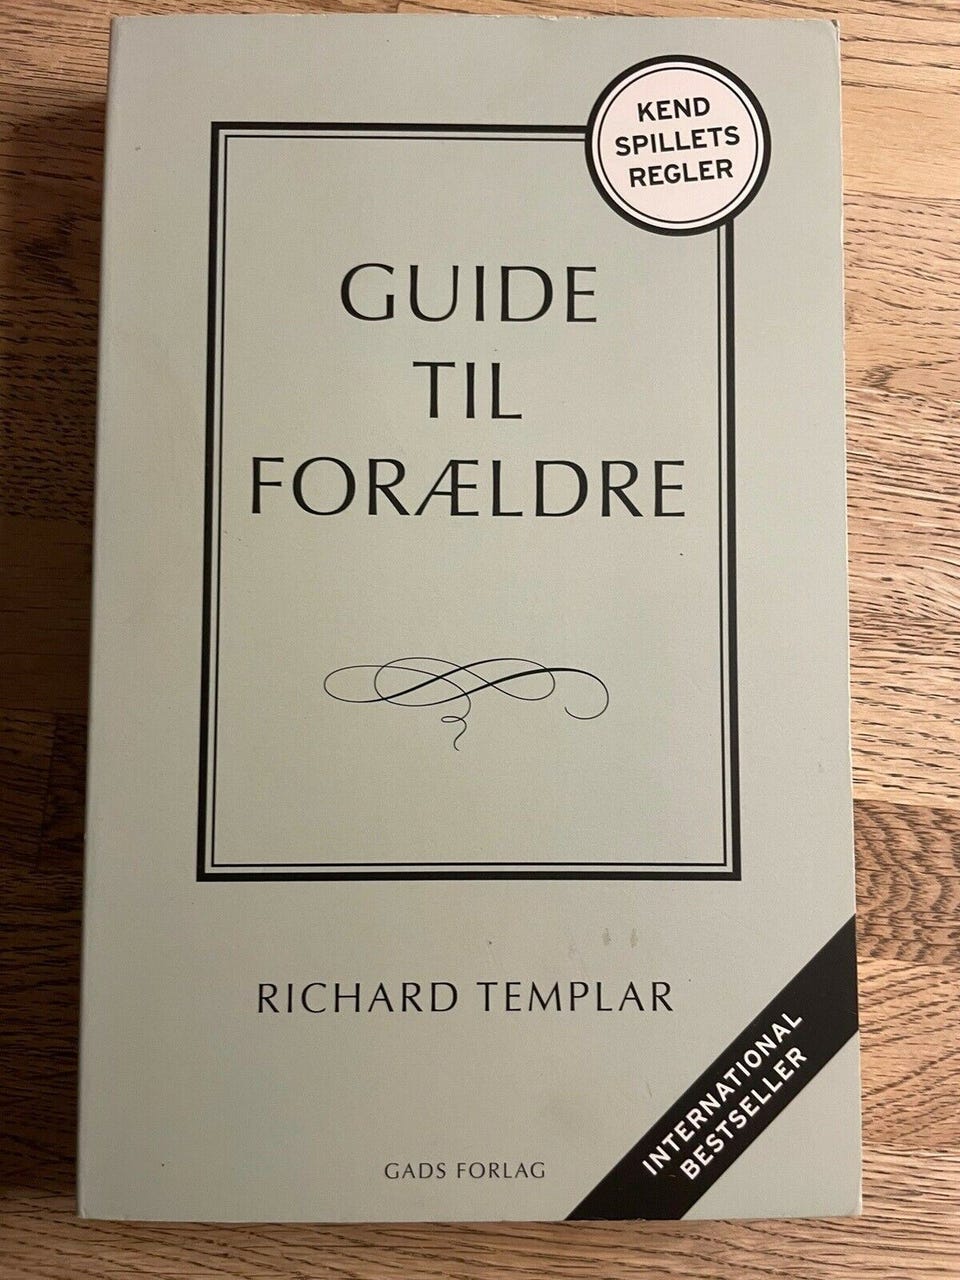 KEND
SPILLETS
REGLER
GUIDE
TIL
FORÆLDRE
RICHARD TEMPLAR
INTERNATIONAL
BESTSELLER
GADS FORLAG